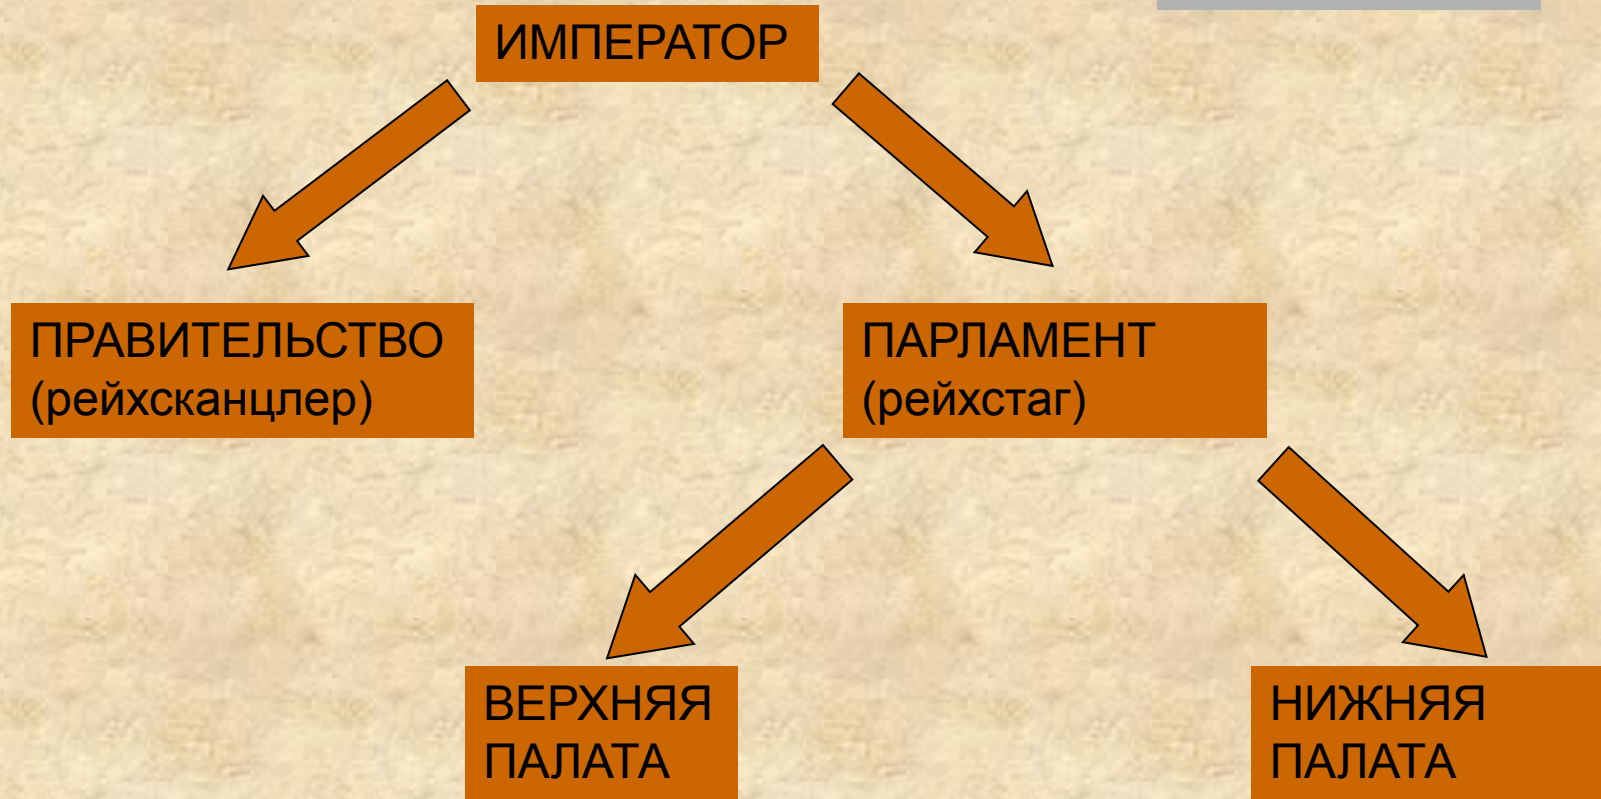 ИМПЕРАТОР
ПРАВИТЕЛЬСТВО
(рейхсканцлер)
ПАРЛАМЕНТ
(рейхстаг)
ВЕРХНЯЯ
ПАЛАТА
НИЖНЯЯ
ПАЛАТА